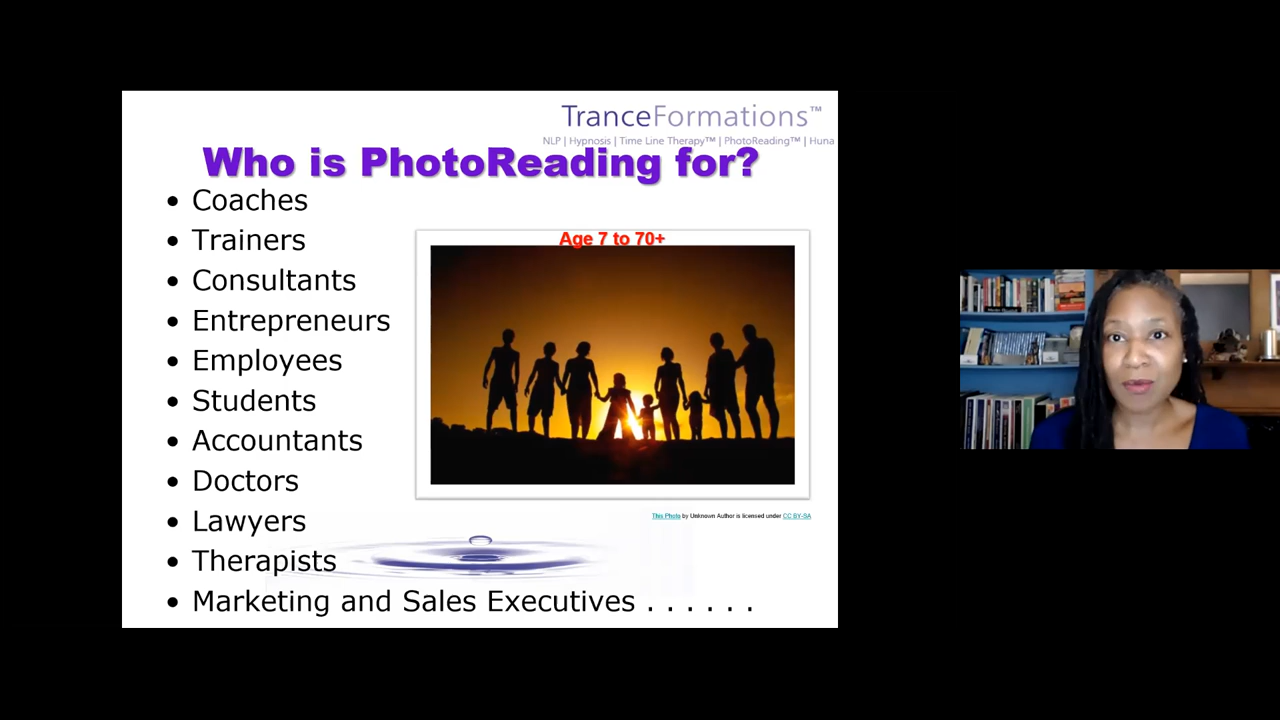 TranceFormations™
NLP | Hypnosis | Time Line Therapy™ | PhotoReading™ | Huna
Who is PhotoReading for?
• Coaches
• Trainers
• Consultants
• Entrepreneurs
• Employees
• Students
• Accountants
• Doctors
• Lawyers
• Therapists
• Marketing and Sales Executives . . . . . .
Age 7 to 70+
This Photo by Unknown Author is licensed under CC BY-SA